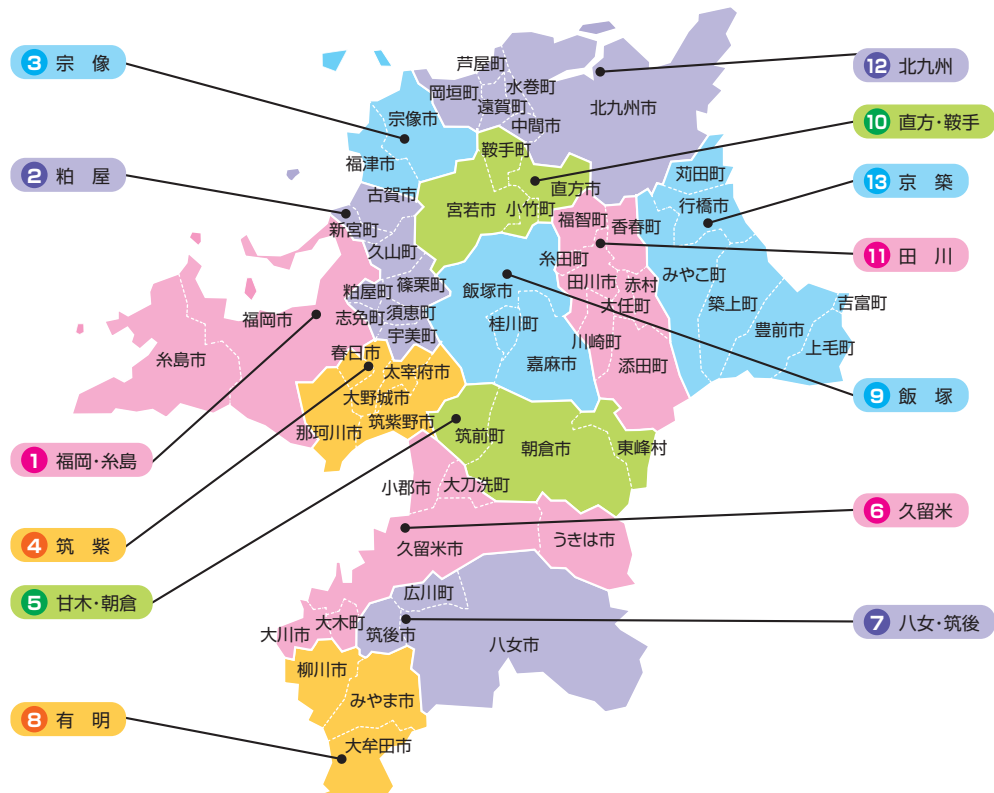 3 宗 像
2 粕 屋
1 福岡・糸島
4 筑 紫
5 甘木・朝倉
8 有 明
12 北九州
10 直方・鞍手
13 京 築
11 田 川
9 飯 塚
6 久留米
7 八女・筑後
芦屋町
水巻町
岡垣町
遠賀町
北九州市
中間市
宗像市
鞍手町
福津市
直方市
苅田町
古賀市
宮若市
小竹町
行橋市
新宮町
福智町
香春町
久山町
糸田町
みやこ町
篠栗町
粕屋町
飯塚市
田川市
赤村
福岡市
志免町
須恵町
大任町
築上町
吉富町
宇美町
桂川町
川崎町
豊前市
糸島市
春日市
太宰府市
嘉麻市
添田町
上毛町
大野城市
那珂川市
筑紫野市
筑前町
朝倉市
東峰村
小郡市
大刀洗町
久留米市
うきは市
広川町
大川市
大木町
筑後市
八女市
柳川市
みやま市
大牟田市